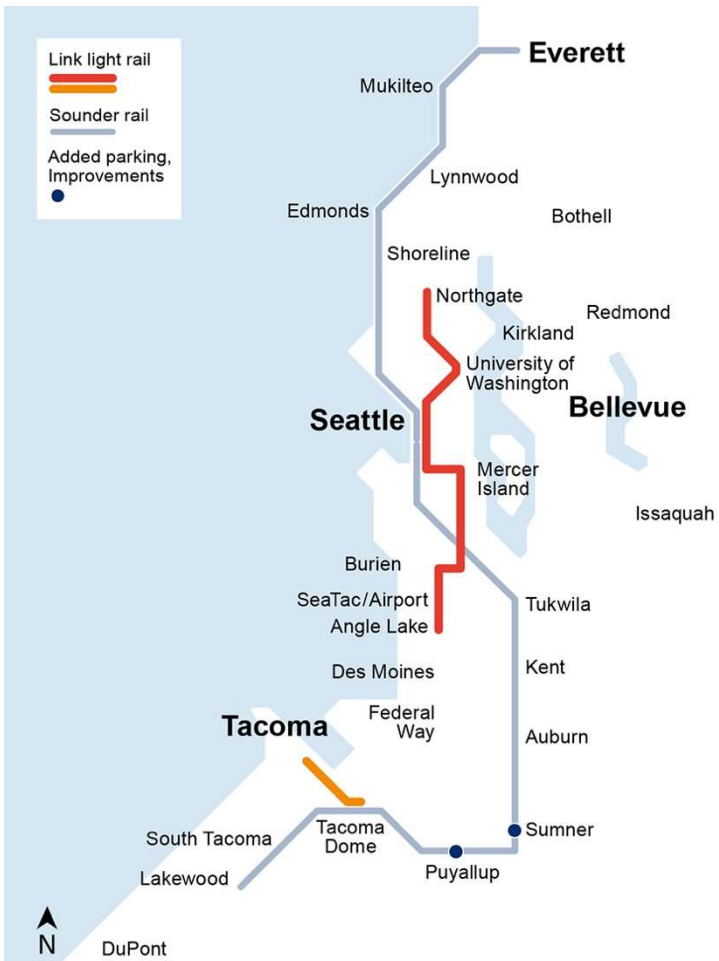 Link light rail
Sounder rail
Added parking,
Improvements
Everett
Mukilteo
Lynnwood
Edmonds
Bothell
Shoreline
Northgate
Redmond
Kirkland
University of
Washington
Bellevue
Seattle
Mercer
Island
Issaquah
Burien
SeaTac/Airport
Tukwila
Angle Lake
Des Moines
Kent
Federal
Way
Tacoma
Auburn
Sumner
Tacoma
Dome
South Tacoma
Puyallup
Lakewood
N
DuPont